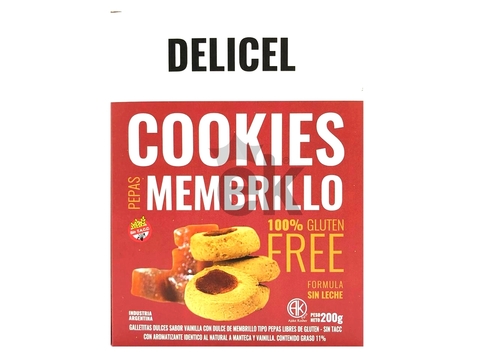 DELICEL
COOKIES
PEPAS
MEMBRILLO
100% GLUTEN
FREE
FORMULA
SIN LECHE
INDUSTRIA
ARGENTINA
PESO
NETO 200g
GALLETITAS DULCES SABOR VAINILLA CON DULCE DE MEMBRILLO TIPO PEPAS LIBRES DE GLUTEN - SIN TACC
CON AROMATIZANTE IDENTICO AL NATURAL A MANTECA Y VAINILLA. CONTENIDO GRASO 11%